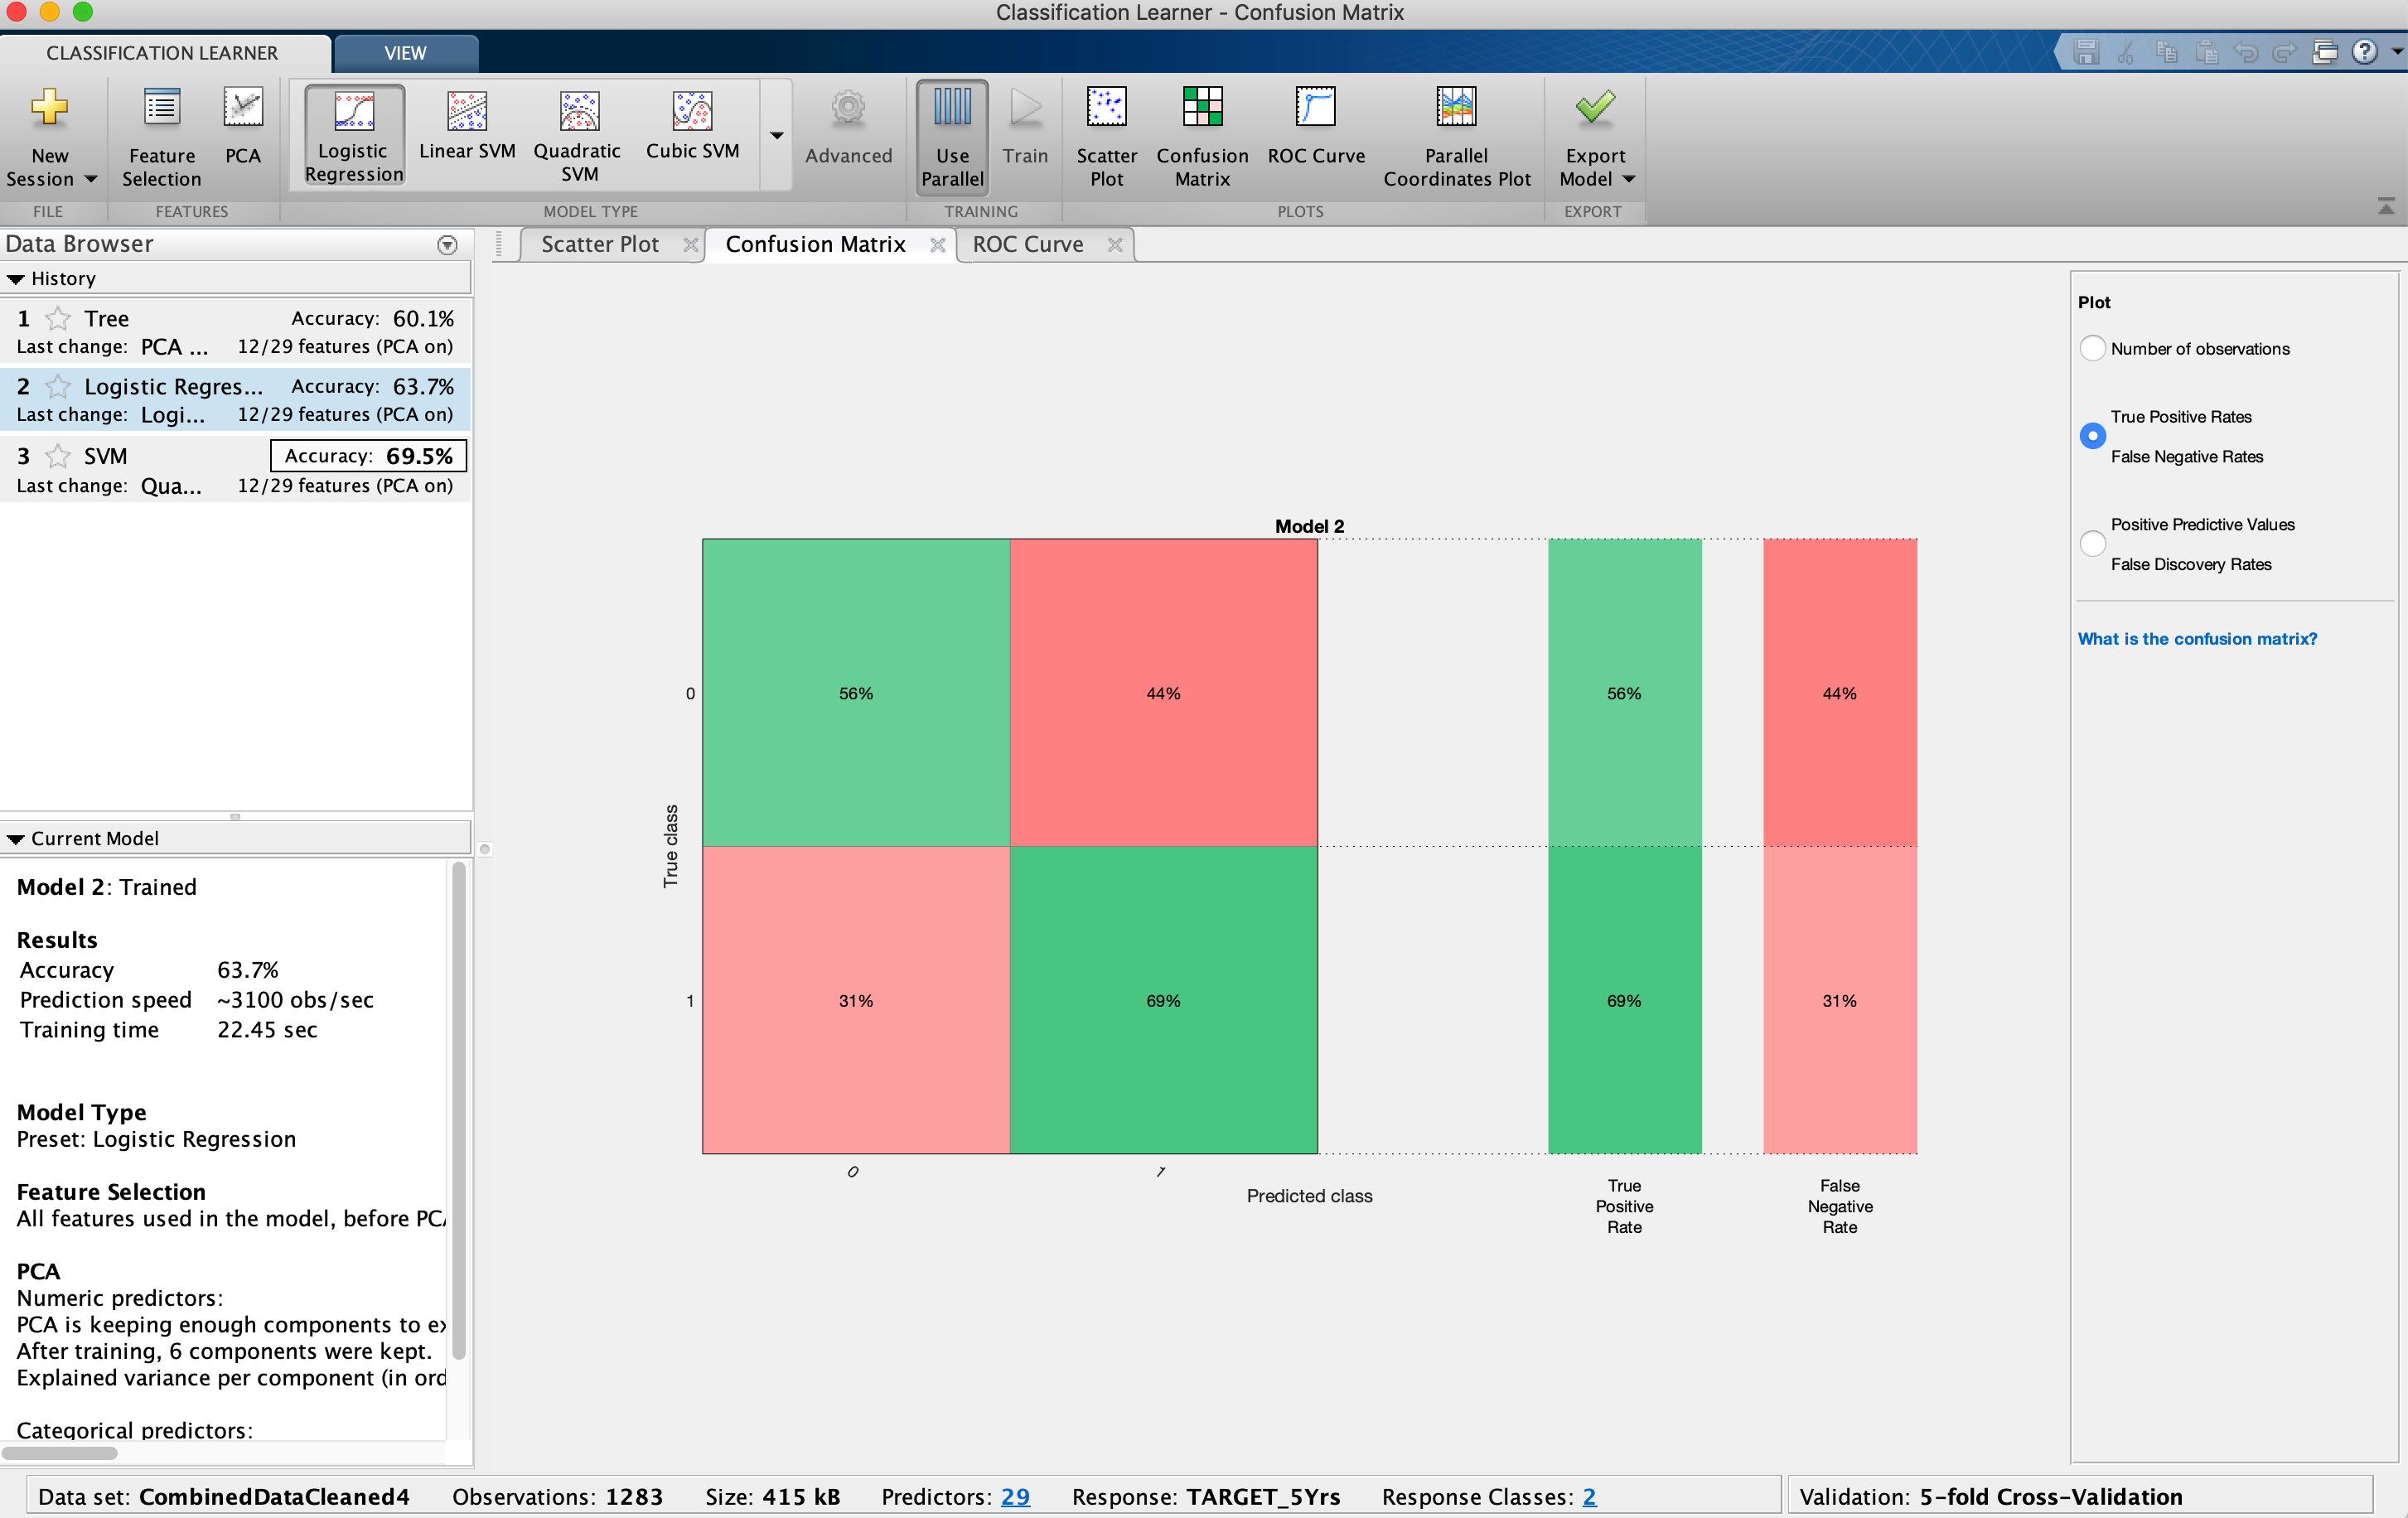 Classification Learner - Confusion Matrix
CLASSIFICATION LEARNER
VIEW
New Session
Feature Selection
PCA
Logistic Regression
Linear SVM
Quadratic SVM
Cubic SVM
Advanced
Use Parallel
Train
Scatter Plot
Confusion Matrix
ROC Curve
Parallel Coordinates Plot
Export Model
FILE
FEATURES
MODEL TYPE
TRAINING
PLOTS
EXPORT
Data Browser
History
1 Tree Accuracy: 60.1%
Last change: PCA ... 12/29 features (PCA on)
2 Logistic Regres... Accuracy: 63.7%
Last change: Logi... 12/29 features (PCA on)
3 SVM Accuracy: 69.5%
Last change: Qua... 12/29 features (PCA on)
Current Model
Model 2: Trained
Results
Accuracy 63.7%
Prediction speed ~3100 obs/sec
Training time 22.45 sec
Model Type
Preset: Logistic Regression
Feature Selection
All features used in the model, before PCA
PCA
Numeric predictors:
PCA is keeping enough components to ex
After training, 6 components were kept.
Explained variance per component (in ord
Categorical predictors:
Scatter Plot
Confusion Matrix
ROC Curve
Model 2
True class
0
56%
44%
56%
44%
1
31%
69%
69%
31%
0
1
Predicted class
True
Positive
Rate
False
Negative
Rate
Plot
Number of observations
True Positive Rates
False Negative Rates
Positive Predictive Values
False Discovery Rates
What is the confusion matrix?
Data set: CombinedDataCleaned4 Observations: 1283 Size: 415 kB Predictors: 29 Response: TARGET_5Yrs Response Classes: 2
Validation: 5-fold Cross-Validation